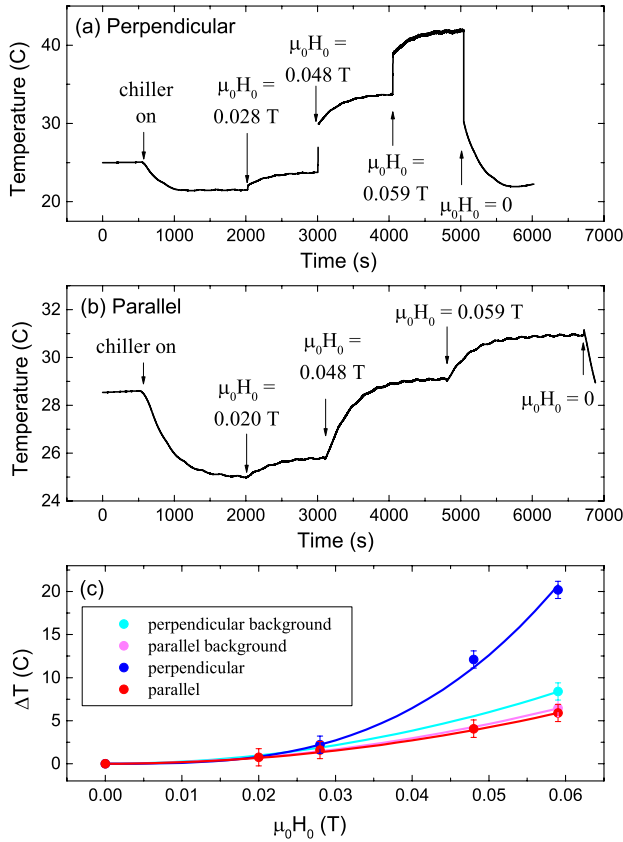 (a) Perpendicular
Temperature (C)
40
30
20
chiller
on
μ₀H₀ =
0.028 T
μ₀H₀ =
0.048 T
μ₀H₀ =
0.059 T
μ₀H₀ = 0
0 1000 2000 3000 4000 5000 6000 7000
Time (s)
(b) Parallel
Temperature (C)
32
30
28
26
24
chiller on
μ₀H₀ =
0.020 T
μ₀H₀ =
0.048 T
μ₀H₀ = 0.059 T
μ₀H₀ = 0
0 1000 2000 3000 4000 5000 6000 7000
Time (s)
(c)
ΔT (C)
20
15
10
5
0
perpendicular background
parallel background
perpendicular
parallel
0.00 0.01 0.02 0.03 0.04 0.05 0.06
μ₀H₀ (T)